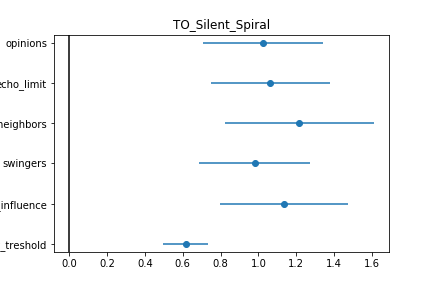 TO_Silent_Spiral
opinions
echo_limit
neighbors
swingers
_influence
_treshold
0.0 0.2 0.4 0.6 0.8 1.0 1.2 1.4 1.6